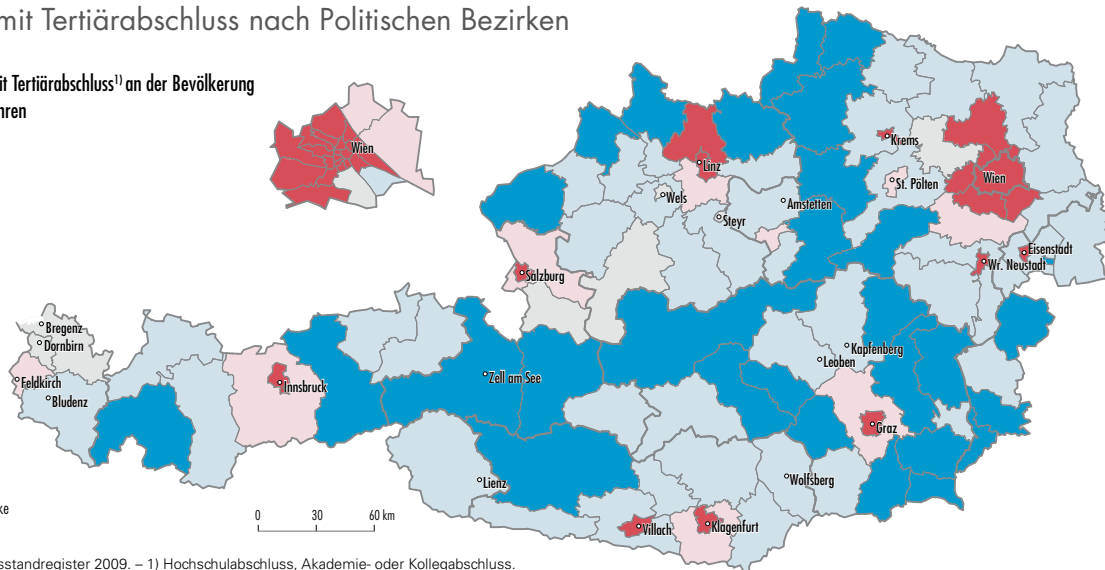 mit Tertiärabschluss nach Politischen Bezirken
it Tertiärabschluss1) an der Bevölkerung
hren
Wien
Krems
Linz
Wien
St. Pölten
Wels
Amstetten
Steyr
Eisenstadt
Wr. Neustadt
Salzburg
Bregenz
Dornbirn
Kapfenberg
Leoben
Zell am See
Feldkirch
Innsbruck
Bludenz
Graz
Lienz
Wolfsberg
ke
0 30 60 km
Villach
Klagenfurt
sstandregister 2009. – 1) Hochschulabschluss, Akademie- oder Kollegabschluss.